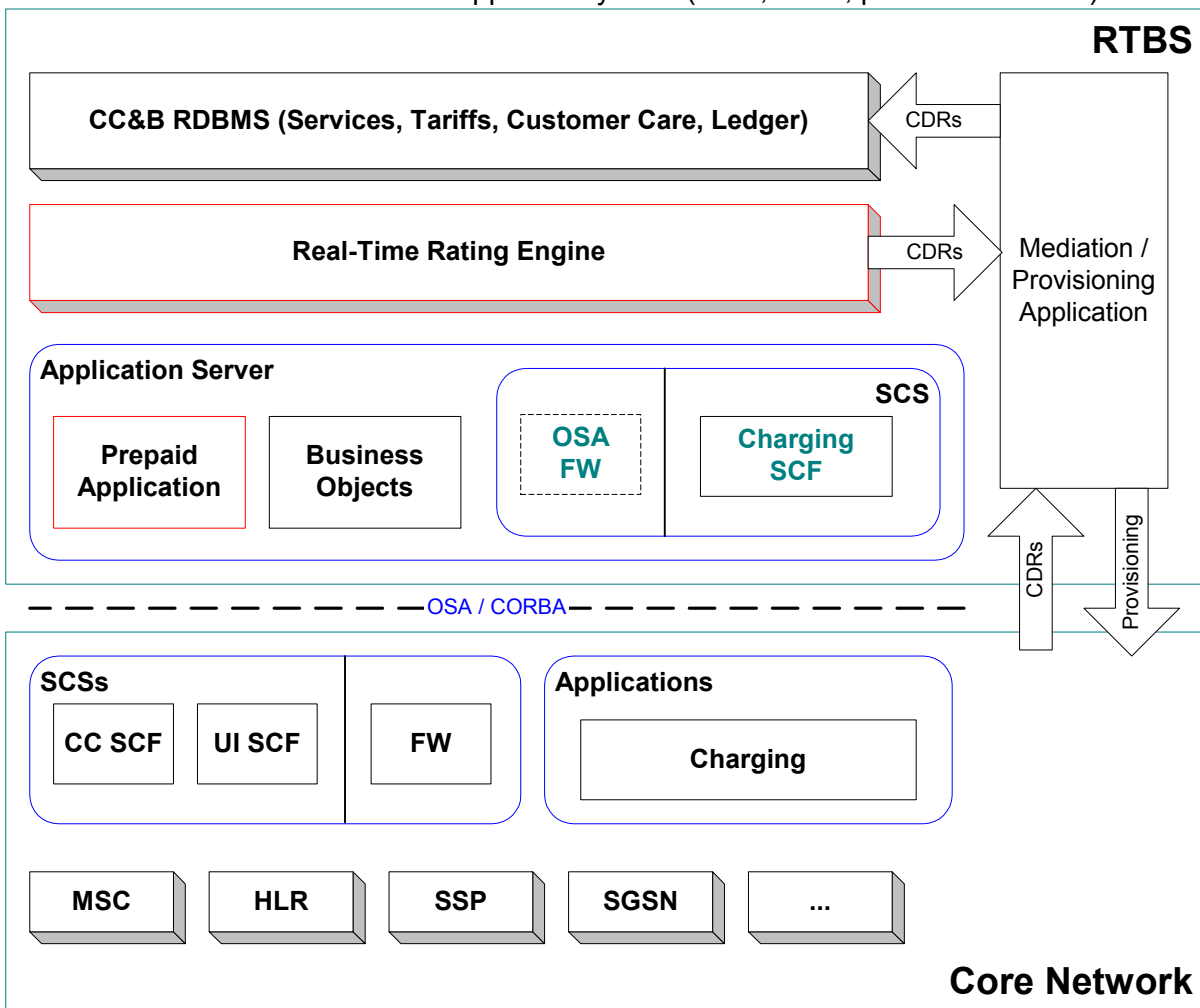 RTBS
CC&B RDBMS (Services, Tariffs, Customer Care, Ledger)
CDRs
Real-Time Rating Engine
CDRs
Mediation /
Provisioning
Application
Application Server
SCS
Prepaid
Application
Business
Objects
OSA
FW
Charging
SCF
CDRs
Provisioning
OSA / CORBA
SCSs
CC SCF
UI SCF
FW
Applications
Charging
MSC
HLR
SSP
SGSN
...
Core Network